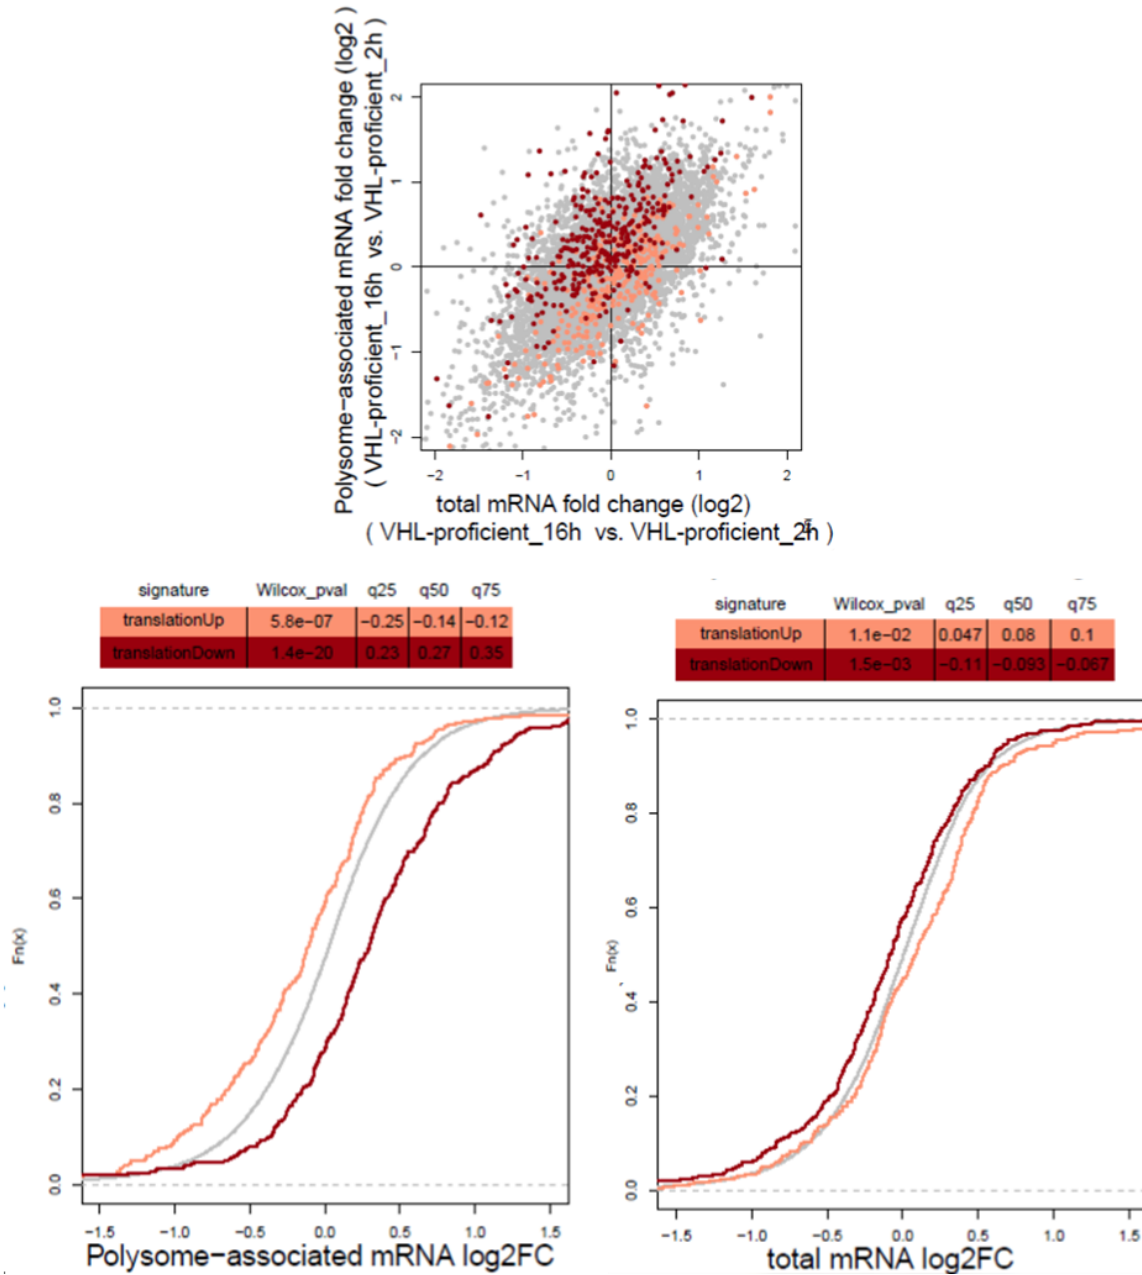 Polysome−associated mRNA fold change (log2 )
( VHL-proficient_16h vs. VHL-proficient_2h )
2
1
0
−1
−2
−2 −1 0 1 2
total mRNA fold change (log2)
( VHL-proficient_16h vs. VHL-proficient_2h )
signature Wilcox_pval q25 q50 q75
translationUp 5.8e−07 −0.25 −0.14 −0.12
translationDown 1.4e−20 0.23 0.27 0.35
signature Wilcox_pval q25 q50 q75
translationUp 1.1e−02 0.047 0.08 0.1
translationDown 1.5e−03 −0.11 −0.093 −0.067
Fn(x)
1.0
0.8
0.6
0.4
0.2
0.0
−1.5 −1.0 −0.5 0.0 0.5 1.0 1.5
Polysome−associated mRNA log2FC
Fn(x)
1.0
0.8
0.6
0.4
0.2
0.0
−1.5 −1.0 −0.5 0.0 0.5 1.0 1.5
total mRNA log2FC